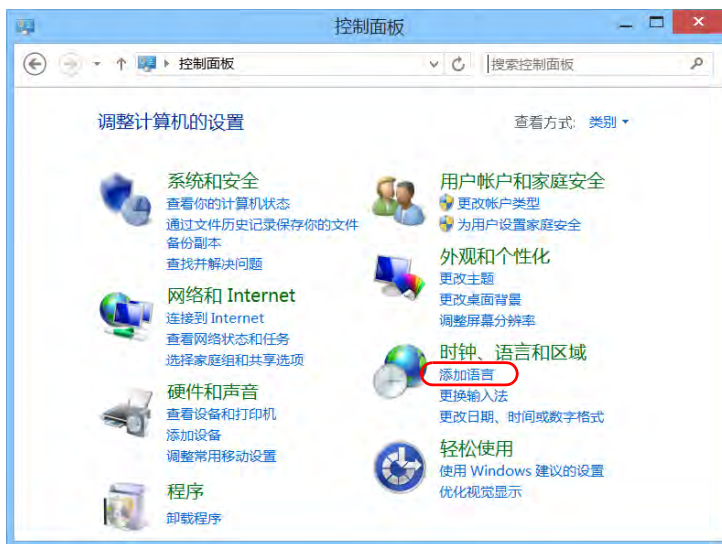 控制面板
控制面板
搜索控制面板
调整计算机的设置
查看方式: 类别
系统和安全
查看你的计算机状态
通过文件历史记录保存你的文件
备份副本
查找并解决问题
网络和 Internet
连接到 Internet
查看网络状态和任务
选择家庭组和共享选项
硬件和声音
查看设备和打印机
添加设备
调整常用移动设置
程序
卸载程序
用户帐户和家庭安全
更改帐户类型
为用户设置家庭安全
外观和个性化
更改主题
更改桌面背景
调整屏幕分辨率
时钟、语言和区域
添加语言
更换输入法
更改日期、时间或数字格式
轻松使用
使用 Windows 建议的设置
优化视觉显示